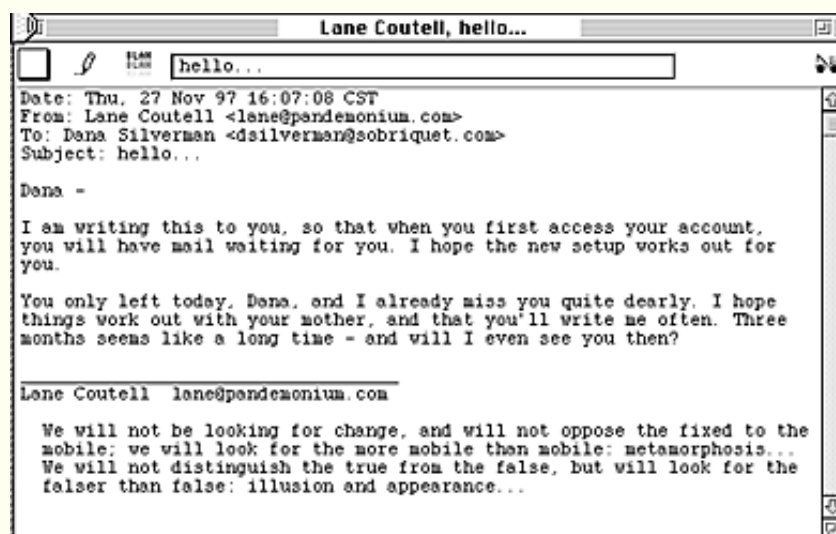 Lane Coutell, hello...
BLAH
BLAH
hello...
Date: Thu, 27 Nov 97 16:07:08 CST
From: Lane Coutell <lane@pandemonium.com>
To: Dana Silverman <dsilverman@sobriquet.com>
Subject: hello...
Dana -
I am writing this to you, so that when you first access your account,
you will have mail waiting for you. I hope the new setup works out for
you.
You only left today, Dana, and I already miss you quite dearly. I hope
things work out with your mother, and that you'll write me often. Three
months seems like a long time - and will I even see you then?
Lane Coutell lane@pandemonium.com
We will not be looking for change, and will not oppose the fixed to the
mobile; we will look for the more mobile than mobile: metamorphosis...
We will not distinguish the true from the false, but will look for the
falser than false: illusion and appearance...